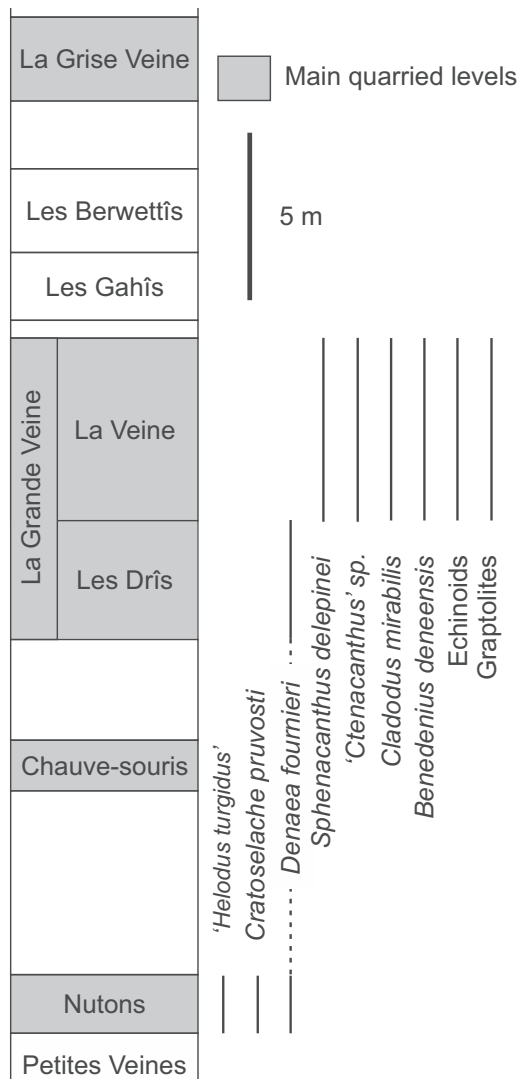 La Grise Veine
Main quarried levels
Les Berwettîs
5 m
Les Gahîs
La Grande Veine
La Veine
Les Drîs
Chauve-souris
Nutons
Petites Veines
‘Helodus turgidus’
Cratoselache pruvosti
Denaea fournieri
Sphenacanthus delepinei
‘Ctenacanthus’ sp.
Cladodus mirabilis
Benedenius deneensis
Echinoids
Graptolites